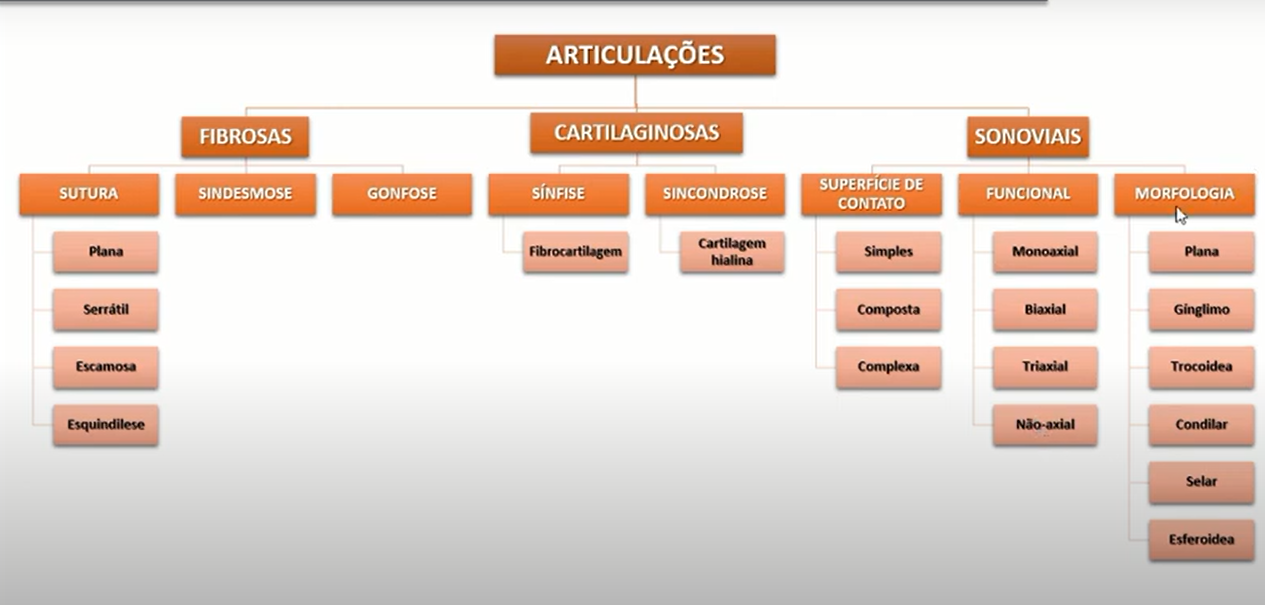 ARTICULAÇÕES
FIBROSAS
CARTILAGINOSAS
SONOVIAIS
SUTURA
SINDESMOSE
GONFOSE
SÍNFISE
SINCONDROSE
SUPERFÍCIE DE
CONTATO
FUNCIONAL
MORFOLOGIA
Plana
Serrátil
Escamosa
Esquindilese
Fibrocartilagem
Cartilagem
hialina
Simples
Composta
Complexa
Monoaxial
Biaxial
Triaxial
Não-axial
Plana
Gínglimo
Trocoidea
Condilar
Selar
Esferoidea